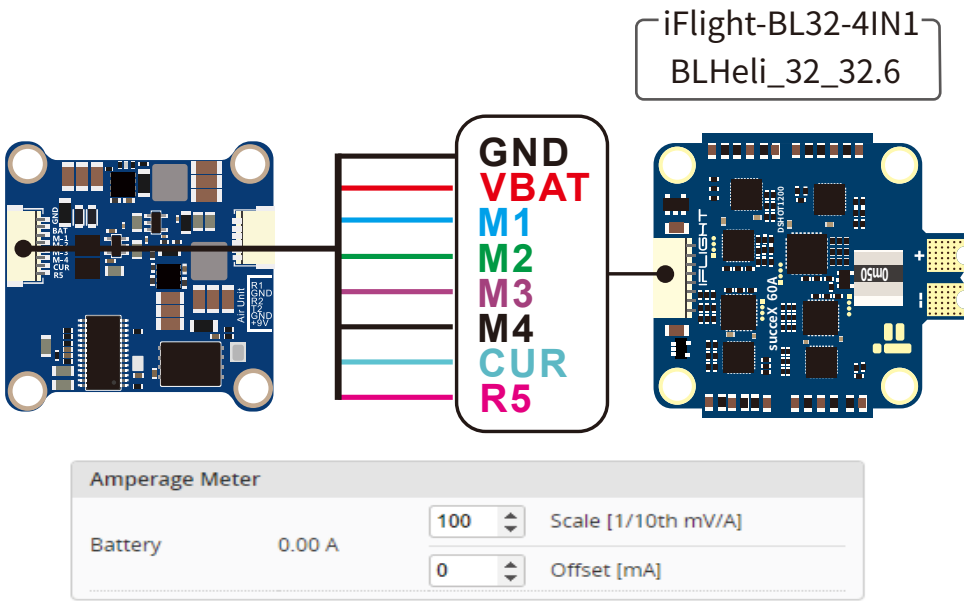 iFlight-BL32-4IN1
BLHeli_32_32.6
GND
VBAT
M1
M2
M3
M4
CUR
R5
GND
BAT
M-1
M-3
M-4
CUR
R5
Air Unit
R1
GND
R2
T2
GND
+9V
iFLIGHT
DSHOT1200
succeX 60A
0m50
+
--
Amperage Meter
Battery
0.00 A
100
Scale [1/10th mV/A]
0
Offset [mA]